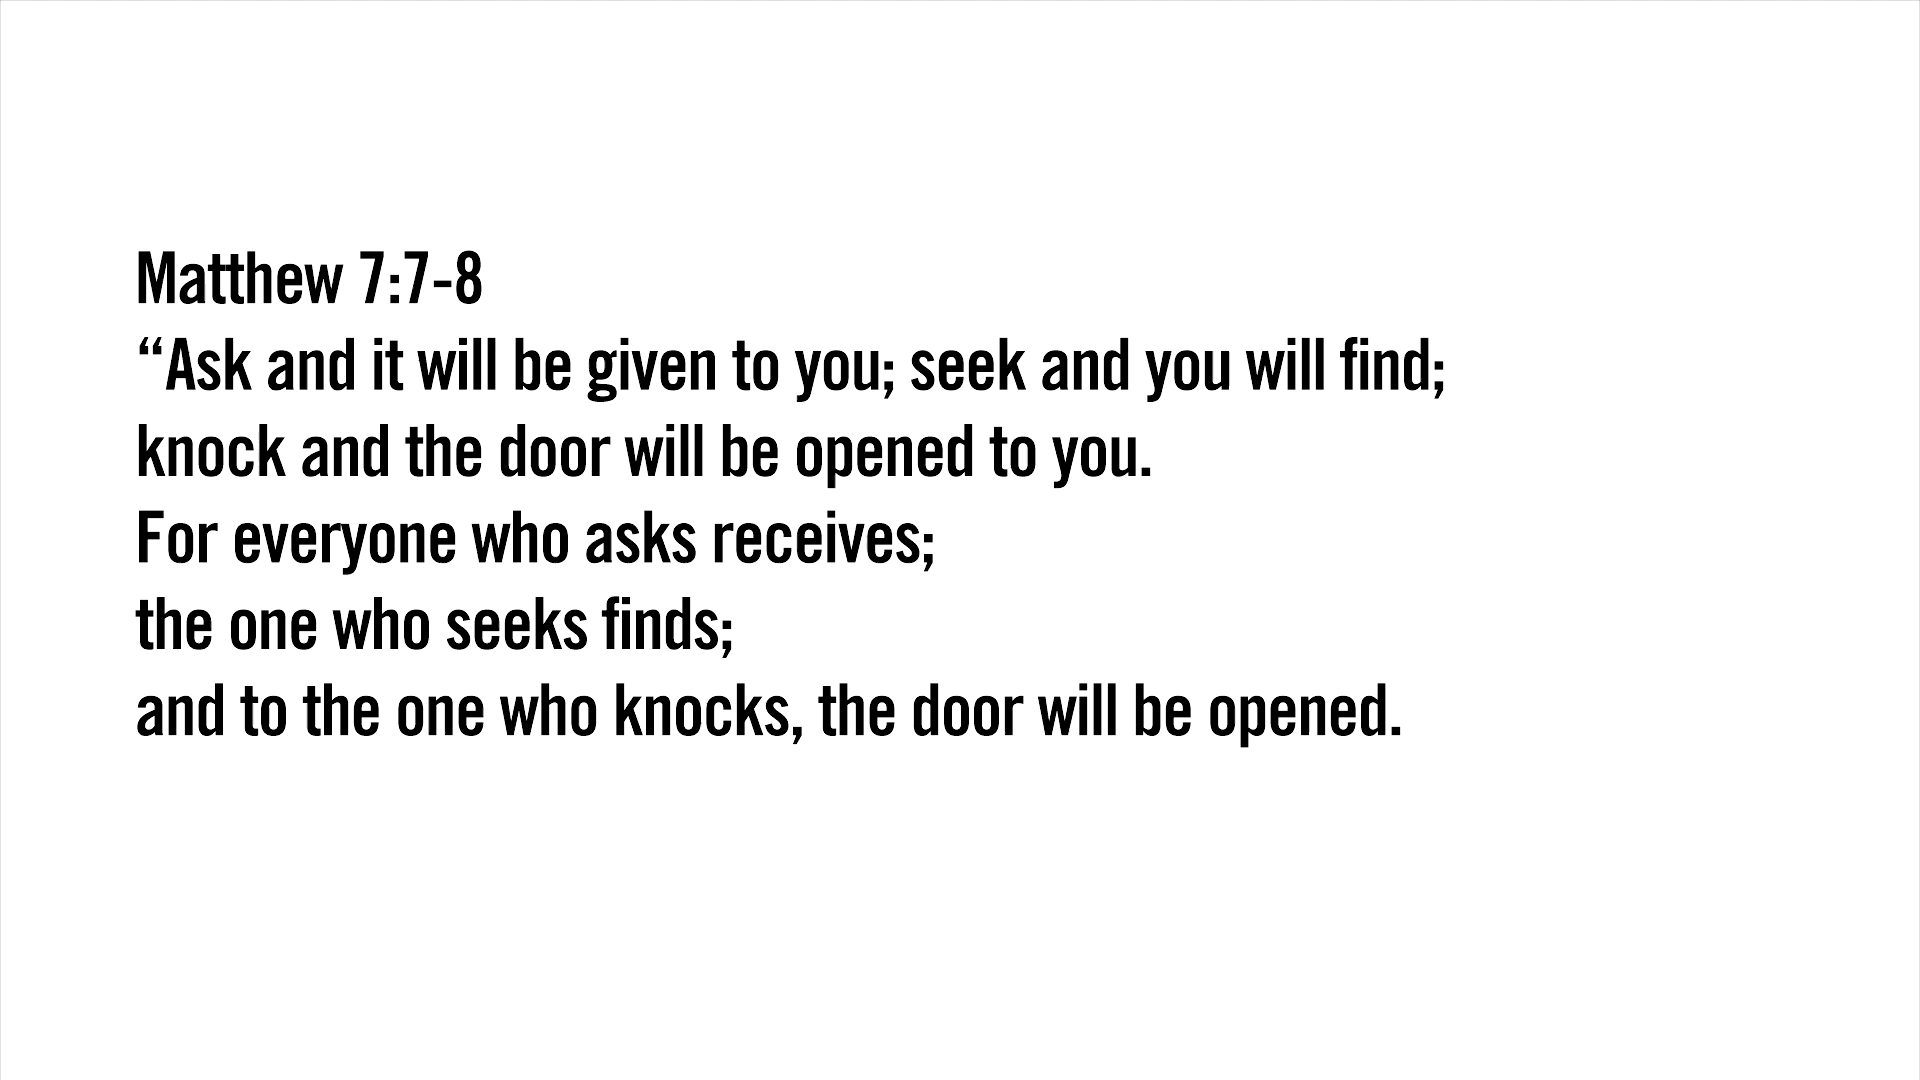 Matthew 7:7-8
“Ask and it will be given to you; seek and you will find;
knock and the door will be opened to you.
For everyone who asks receives;
the one who seeks finds;
and to the one who knocks, the door will be opened.